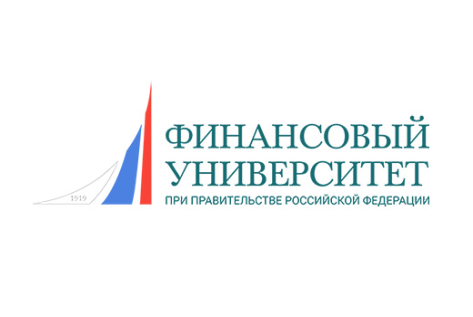 ФИНАНСОВЫЙ
УНИВЕРСИТЕТ
ПРИ ПРАВИТЕЛЬСТВЕ РОССИЙСКОЙ ФЕДЕРАЦИИ
1919